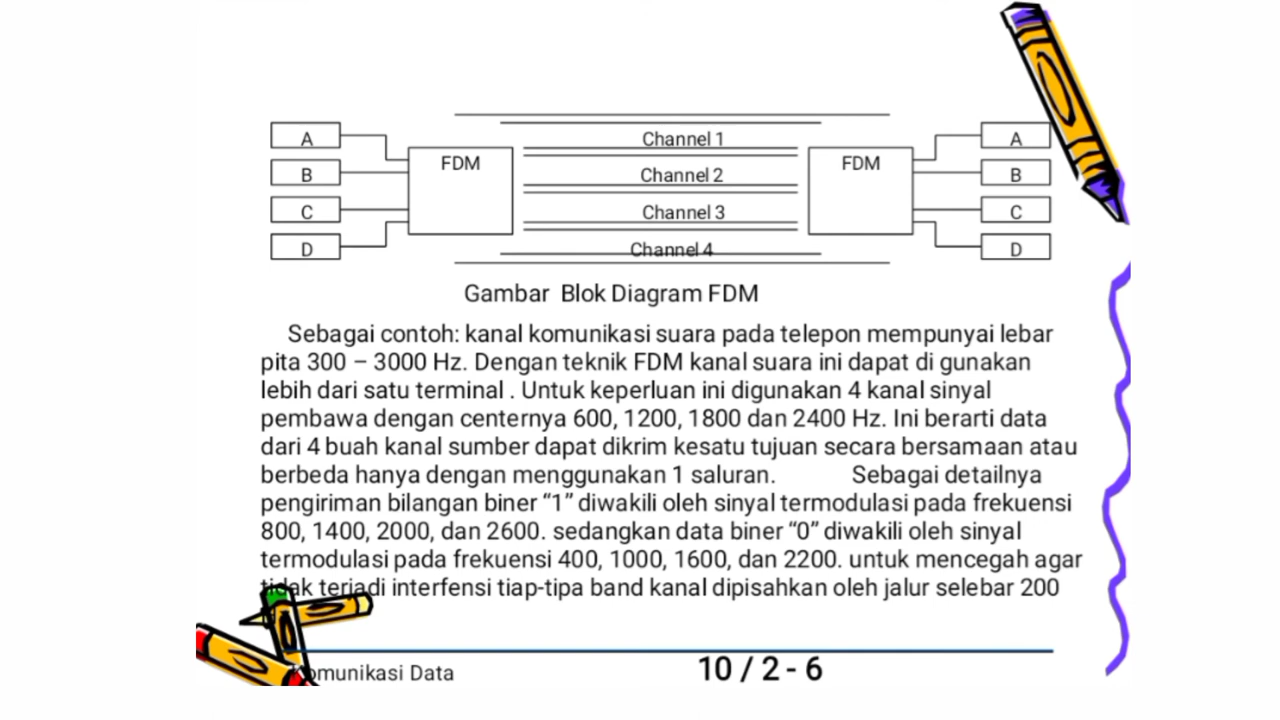 A Channel 1 A
FDM FDM
B Channel 2 B
C Channel 3 C
D Channel 4 D
Gambar Blok Diagram FDM
Sebagai contoh: kanal komunikasi suara pada telepon mempunyai lebar
pita 300 – 3000 Hz. Dengan teknik FDM kanal suara ini dapat di gunakan
lebih dari satu terminal . Untuk keperluan ini digunakan 4 kanal sinyal
pembawa dengan centernya 600, 1200, 1800 dan 2400 Hz. Ini berarti data
dari 4 buah kanal sumber dapat dikrim kesatu tujuan secara bersamaan atau
berbeda hanya dengan menggunakan 1 saluran. Sebagai detailnya
pengiriman bilangan biner “1” diwakili oleh sinyal termodulasi pada frekuensi
800, 1400, 2000, dan 2600. sedangkan data biner “0” diwakili oleh sinyal
termodulasi pada frekuensi 400, 1000, 1600, dan 2200. untuk mencegah agar
tidak terjadi interfensi tiap-tipa band kanal dipisahkan oleh jalur selebar 200
Komunikasi Data 10 / 2 - 6